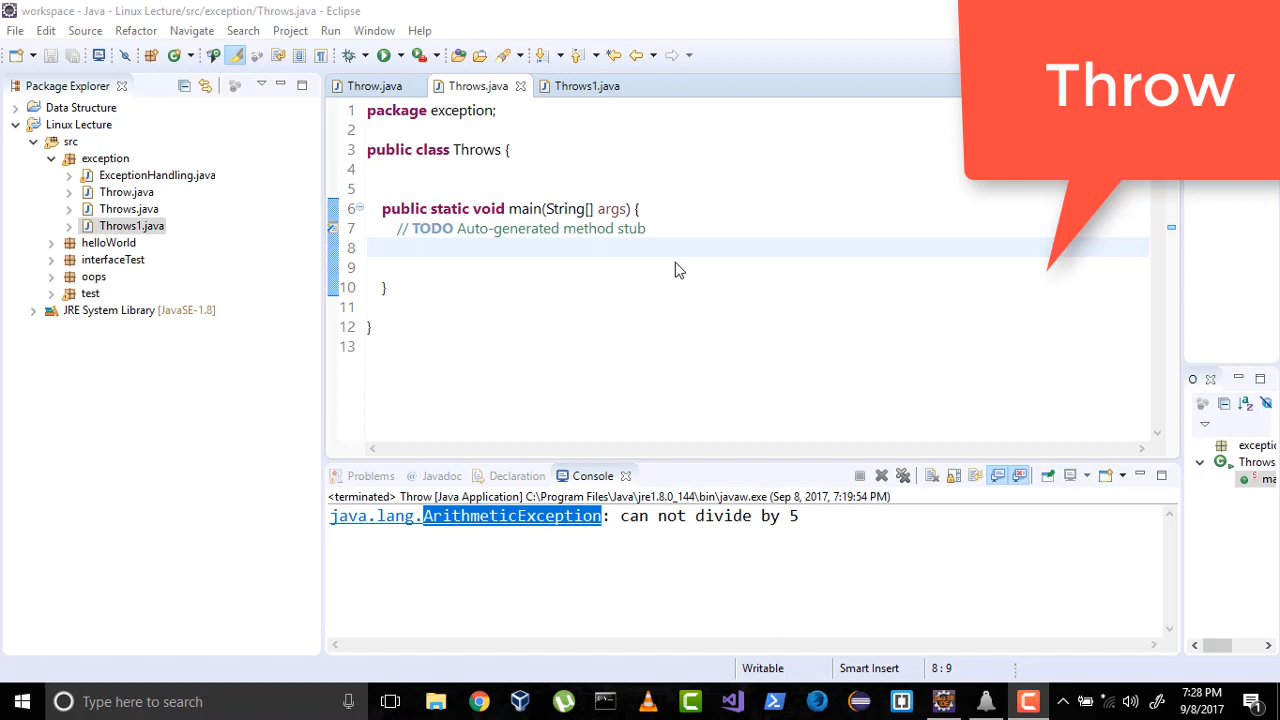 workspace - Java - Linux Lecture/src/exception/Throws.java - Eclipse
File Edit Source Refactor Navigate Search Project Run Window Help
Throw
Package Explorer
Throw.java
Throws.java
Throws1.java
Data Structure
Linux Lecture
src
exception
ExceptionHandling.java
Throw.java
Throws.java
Throws1.java
helloWorld
interfaceTest
oops
test
JRE System Library [JavaSE-1.8]
1 package exception;
2
3 public class Throws {
4
5
6 public static void main(String[] args) {
7 // TODO Auto-generated method stub
8
9
10 }
11
12 }
13
O
exceptio
Throws
ma
Problems @ Javadoc Declaration Console
<terminated> Throw [Java Application] C:\Program Files\Java\jre1.8.0_144\bin\javaw.exe (Sep 8, 2017, 7:19:54 PM)
java.lang.ArithmeticException: can not divide by 5
Writable Smart Insert 8 : 9
Type here to search
7:28 PM
9/8/2017
1